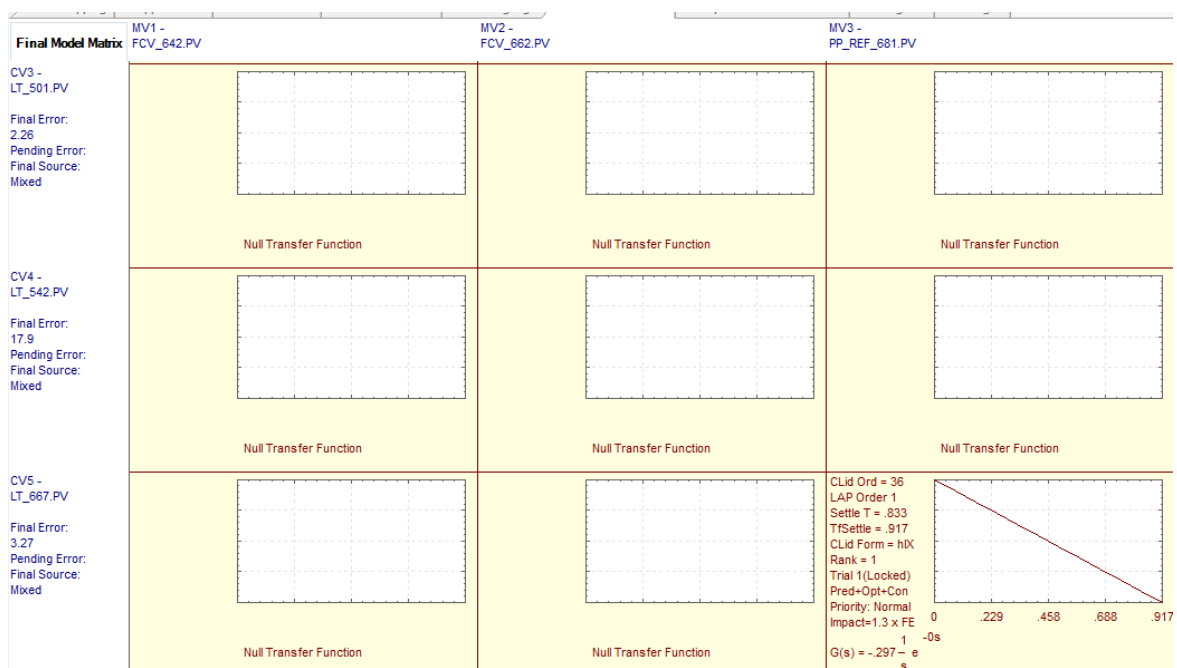 Final Model Matrix
MV1 -
FCV_642.PV
MV2 -
FCV_662.PV
MV3 -
PP_REF_681.PV
CV3 -
LT_501.PV
Final Error:
2.26
Pending Error:
Final Source:
Mixed
Null Transfer Function
Null Transfer Function
Null Transfer Function
CV4 -
LT_542.PV
Final Error:
17.9
Pending Error:
Final Source:
Mixed
Null Transfer Function
Null Transfer Function
Null Transfer Function
CV5 -
LT_667.PV
Final Error:
3.27
Pending Error:
Final Source:
Mixed
Null Transfer Function
Null Transfer Function
CLid Ord = 36
LAP Order 1
Settle T = .833
TfSettle = .917
CLid Form = hIX
Rank = 1
Trial 1(Locked)
Pred+Opt+Con
Priority: Normal
Impact=1.3 x FE
0 .229 .458 .688 .917
1 -0s
G(s) = -.297 – e
s